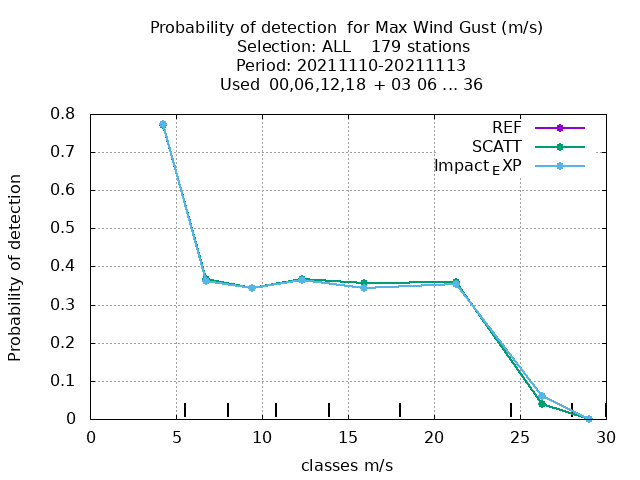 Probability of detection  for Max Wind Gust (m/s)
Selection: ALL    179 stations
Period: 20211110-20211113
Used  00,06,12,18  + 03 06 ... 36
REF
SCATT
Impact_EXP
0.8
0.7
0.6
0.5
0.4
0.3
0.2
0.1
0
Probability of detection
0 5 10 15 20 25 30
classes m/s